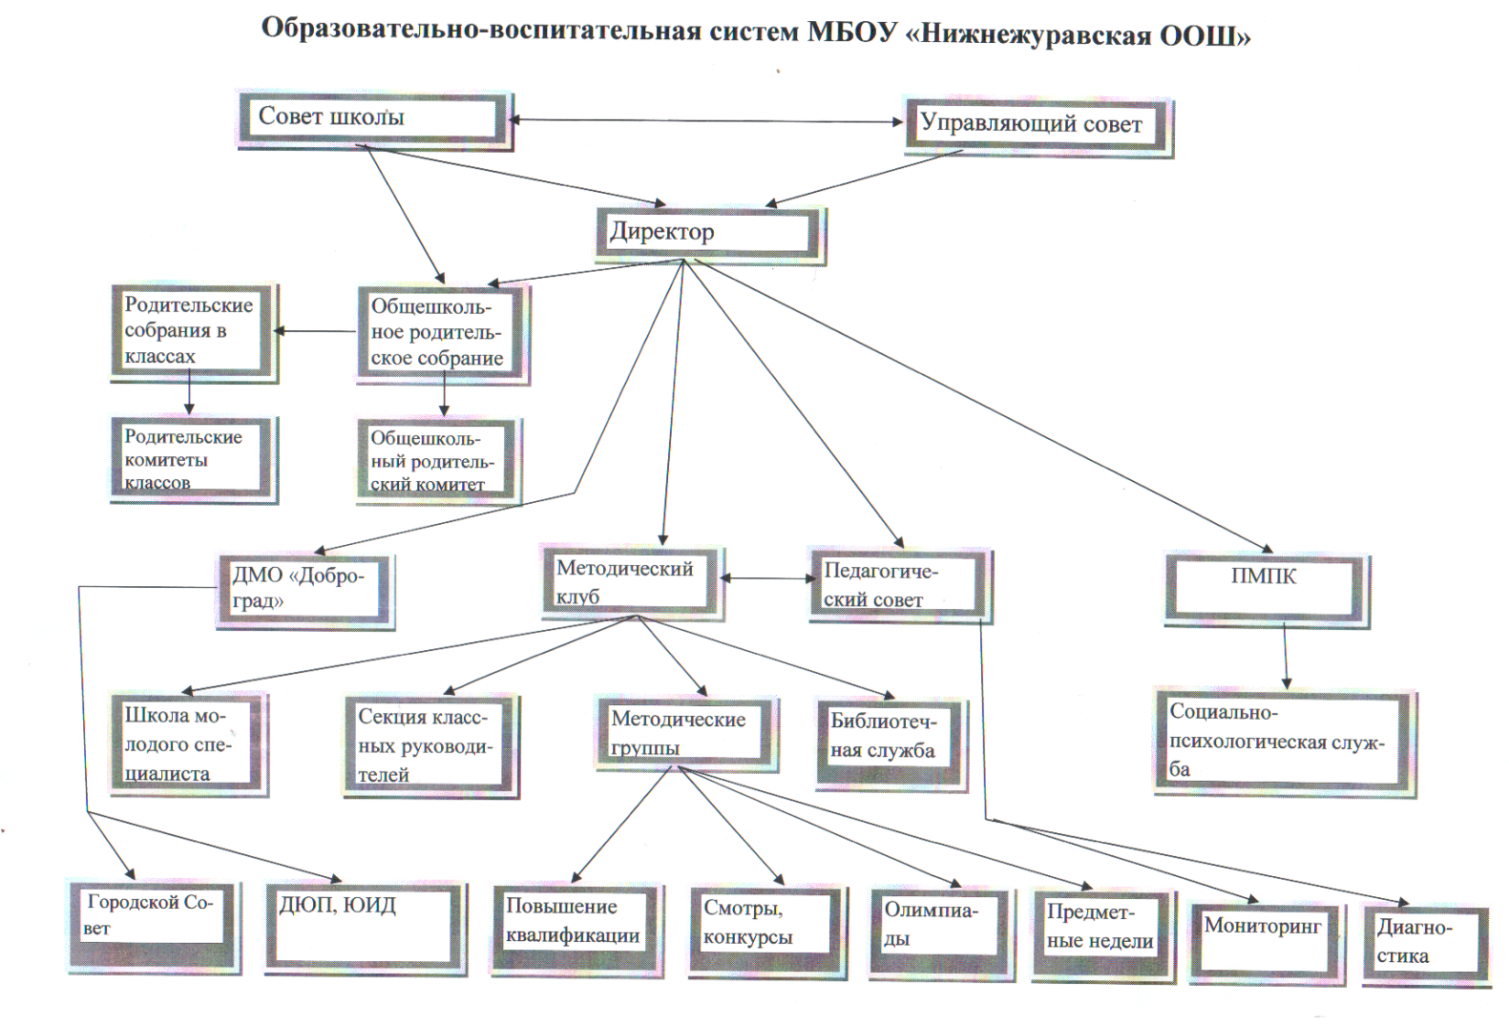 Образовательно-воспитательная систем МБОУ «Нижнежуравская ООШ»
Совет школы
Управляющий совет
Директор
Родительские
собрания в
классах
Общешколь-
ное родитель-
ское собрание
Родительские
комитеты
классов
Общешколь-
ный родитель-
ский комитет
ДМО «Добро-
град»
Методический
клуб
Педагогиче-
ский совет
ПМПК
Школа мо-
лодого спе-
циалиста
Секция класс-
ных руководи-
телей
Методические
группы
Библиотеч-
ная служба
Социально-
психологическая служ-
ба
Городской Со-
вет
ДЮП, ЮИД
Повышение
квалификации
Смотры,
конкурсы
Олимпиа-
ды
Предмет-
ные недели
Мониторинг
Диагно-
стика